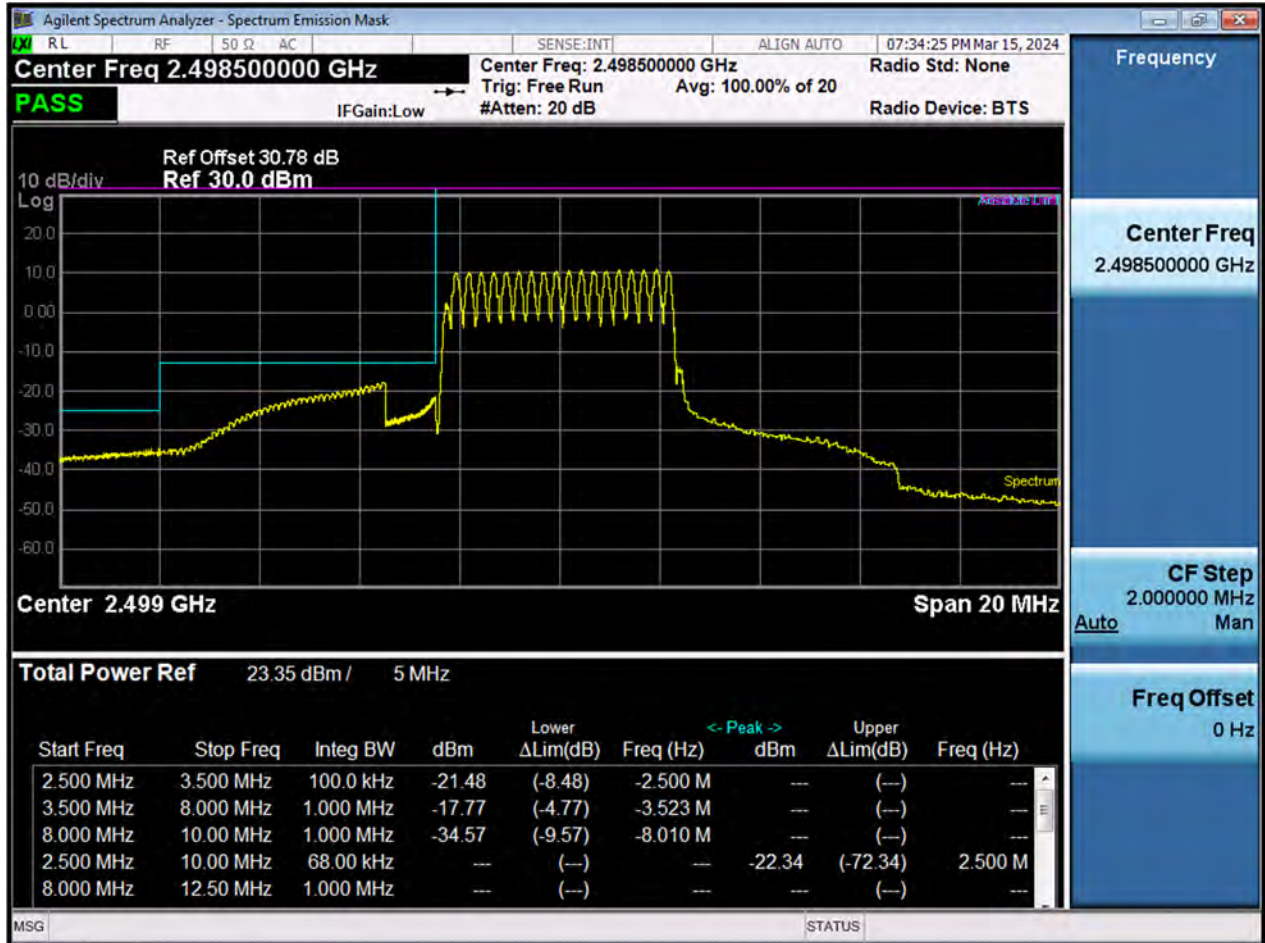 Agilent Spectrum Analyzer - Spectrum Emission Mask
LXI RL RF 50 Ω AC SENSE:INT ALIGN AUTO 07:34:25 PM Mar 15, 2024
Center Freq 2.498500000 GHz Center Freq: 2.498500000 GHz Radio Std: None
Trig: Free Run Avg: 100.00% of 20
PASS IFGain:Low #Atten: 20 dB Radio Device: BTS
Ref Offset 30.78 dB
10 dB/div Ref 30.0 dBm
Log
Absolute Limit
20.0
10.0
0.00
-10.0
-20.0
-30.0
-40.0
Spectrum
-50.0
-60.0
Center 2.499 GHz Span 20 MHz
Total Power Ref 23.35 dBm / 5 MHz
Lower <- Peak -> Upper
Start Freq Stop Freq Integ BW dBm ΔLim(dB) Freq (Hz) dBm ΔLim(dB) Freq (Hz)
2.500 MHz 3.500 MHz 100.0 kHz -21.48 (-8.48) -2.500 M --- (---) ---
3.500 MHz 8.000 MHz 1.000 MHz -17.77 (-4.77) -3.523 M --- (---) ---
8.000 MHz 10.00 MHz 1.000 MHz -34.57 (-9.57) -8.010 M --- (---) ---
2.500 MHz 10.00 MHz 68.00 kHz --- (---) --- -22.34 (-72.34) 2.500 M
8.000 MHz 12.50 MHz 1.000 MHz --- (---) --- --- (---) ---
MSG STATUS
Frequency
Center Freq
2.498500000 GHz
CF Step
2.000000 MHz
Auto Man
Freq Offset
0 Hz